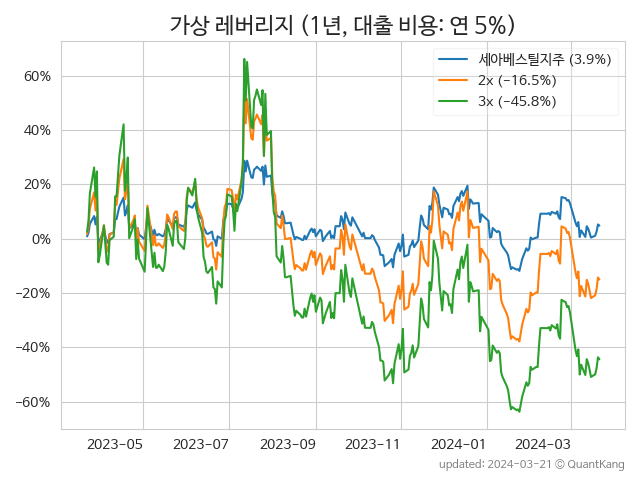 가상 레버리지 (1년, 대출 비용: 연 5%)
세아베스틸지주 (3.9%)
2x (−16.5%)
3x (−45.8%)
60%
40%
20%
0%
−20%
−40%
−60%
2023−05
2023−07
2023−09
2023−11
2024−01
2024−03
updated: 2024-03-21 © QuantKang